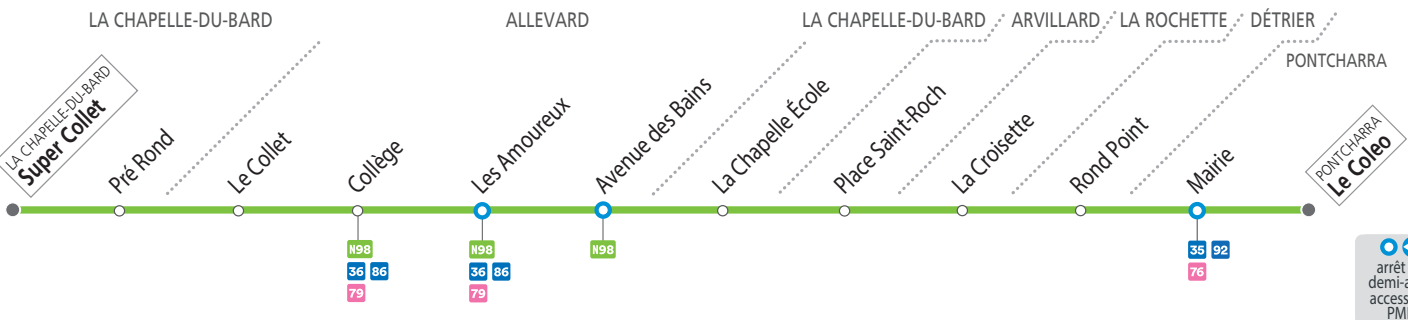 LA CHAPELLE-DU-BARD
ALLEVARD
LA CHAPELLE-DU-BARD
ARVILLARD
LA ROCHETTE
DÉTRIER
PONTCHARRA
LA CHAPELLE-DU-BARD
Super Collet
Pré Rond
Le Collet
Collège
Les Amoureux
Avenue des Bains
La Chapelle École
Place Saint-Roch
La Croisette
Rond Point
Mairie
PONTCHARRA
Le Coleo
N98
36 86
79
N98
36 86
79
N98
35 92
76
arrêt